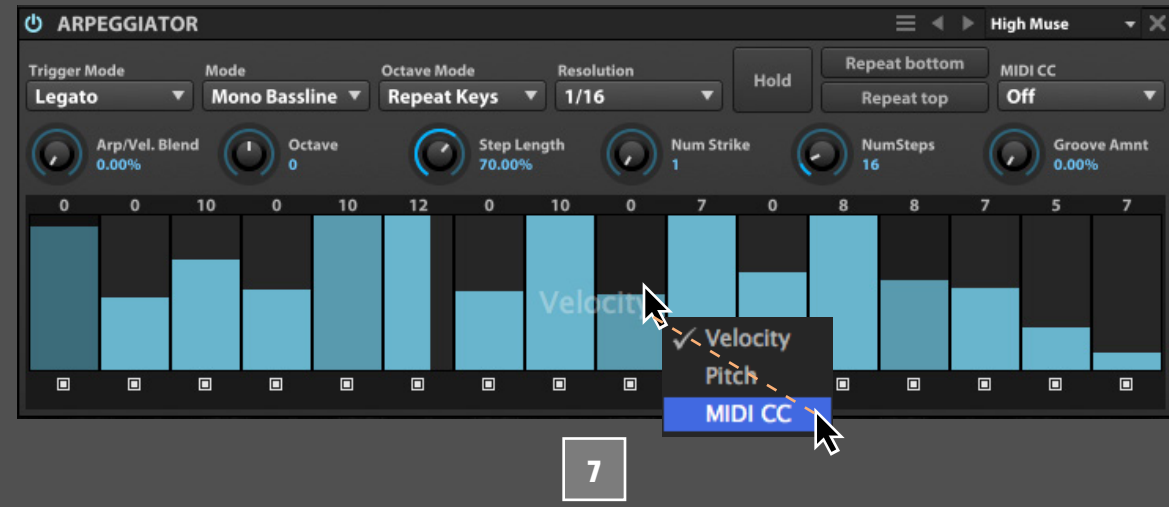 ARPEGGIATOR High Muse
Trigger Mode Mode Octave Mode Resolution Hold Repeat bottom MIDI CC
Legato Mono Bassline Repeat Keys 1/16 Repeat top Off
Arp/Vel. Blend Octave Step Length Num Strike NumSteps Groove Amnt
0.00% 0 70.00% 1 16 0.00%
0 0 10 0 10 12 0 10 0 7 0 8 8 7 5 7
Velocity
Velocity
Pitch
MIDI CC
7